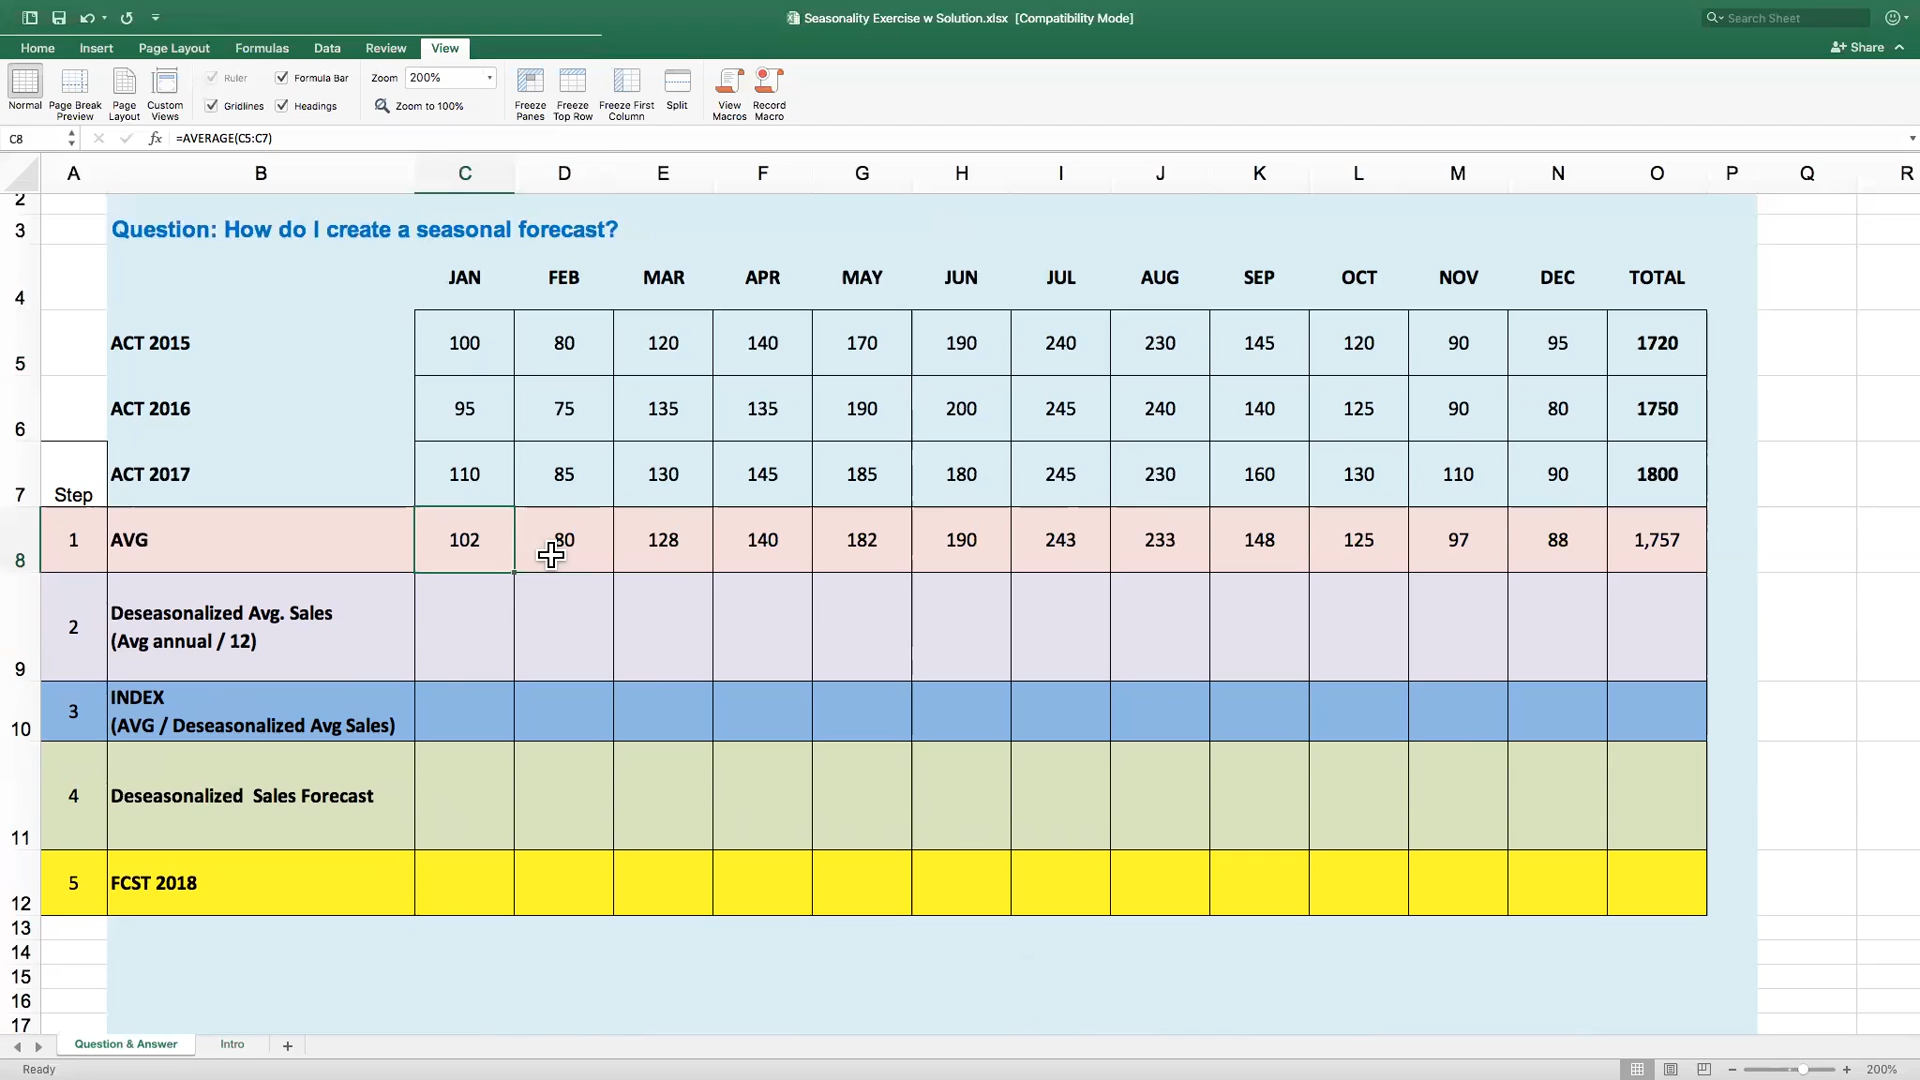 Seasonality Exercise w Solution.xlsx [Compatibility Mode]
Search Sheet
Home Insert Page Layout Formulas Data Review View
Share
Normal
Page Break Preview
Page Layout
Custom Views
Ruler
Formula Bar
Gridlines
Headings
Zoom 200%
Zoom to 100%
Freeze Panes
Freeze Top Row
Freeze First Column
Split
View Macros
Record Macro
C8 fx =AVERAGE(C5:C7)
A B C D E F G H I J K L M N O P Q R
2
3 Question: How do I create a seasonal forecast?
4 JAN FEB MAR APR MAY JUN JUL AUG SEP OCT NOV DEC TOTAL
5 ACT 2015 100 80 120 140 170 190 240 230 145 120 90 95 1720
6 ACT 2016 95 75 135 135 190 200 245 240 140 125 90 80 1750
7 Step ACT 2017 110 85 130 145 185 180 245 230 160 130 110 90 1800
8 1 AVG 102 80 128 140 182 190 243 233 148 125 97 88 1,757
9 2 Deseasonalized Avg. Sales
(Avg annual / 12)
10 3 INDEX
(AVG / Deseasonalized Avg Sales)
11 4 Deseasonalized Sales Forecast
12 5 FCST 2018
13
14
15
16
17
Question & Answer Intro
Ready
200%